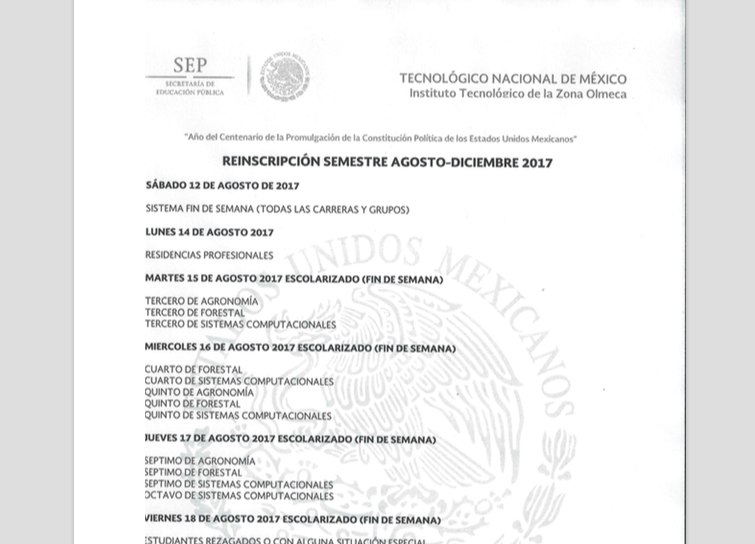 SEP
SECRETARÍA DE
EDUCACIÓN PÚBLICA
ESTADOS UNIDOS MEXICANOS
TECNOLÓGICO NACIONAL DE MÉXICO
Instituto Tecnológico de la Zona Olmeca
"Año del Centenario de la Promulgación de la Constitución Política de los Estados Unidos Mexicanos"
REINSCRIPCIÓN SEMESTRE AGOSTO-DICIEMBRE 2017
SÁBADO 12 DE AGOSTO DE 2017
SISTEMA FIN DE SEMANA (TODAS LAS CARRERAS Y GRUPOS)
LUNES 14 DE AGOSTO 2017
RESIDENCIAS PROFESIONALES
MARTES 15 DE AGOSTO 2017 ESCOLARIZADO (FIN DE SEMANA)
TERCERO DE AGRONOMÍA
TERCERO DE FORESTAL
TERCERO DE SISTEMAS COMPUTACIONALES
MIERCOLES 16 DE AGOSTO 2017 ESCOLARIZADO (FIN DE SEMANA)
CUARTO DE FORESTAL
CUARTO DE SISTEMAS COMPUTACIONALES
QUINTO DE AGRONOMÍA
QUINTO DE FORESTAL
QUINTO DE SISTEMAS COMPUTACIONALES
JUEVES 17 DE AGOSTO 2017 ESCOLARIZADO (FIN DE SEMANA)
SEPTIMO DE AGRONOMÍA
SEPTIMO DE FORESTAL
SEPTIMO DE SISTEMAS COMPUTACIONALES
OCTAVO DE SISTEMAS COMPUTACIONALES
VIERNES 18 DE AGOSTO 2017 ESCOLARIZADO (FIN DE SEMANA)
ESTUDIANTES REZAGADOS O CON ALGUNA SITUACIÓN ESPECIAL